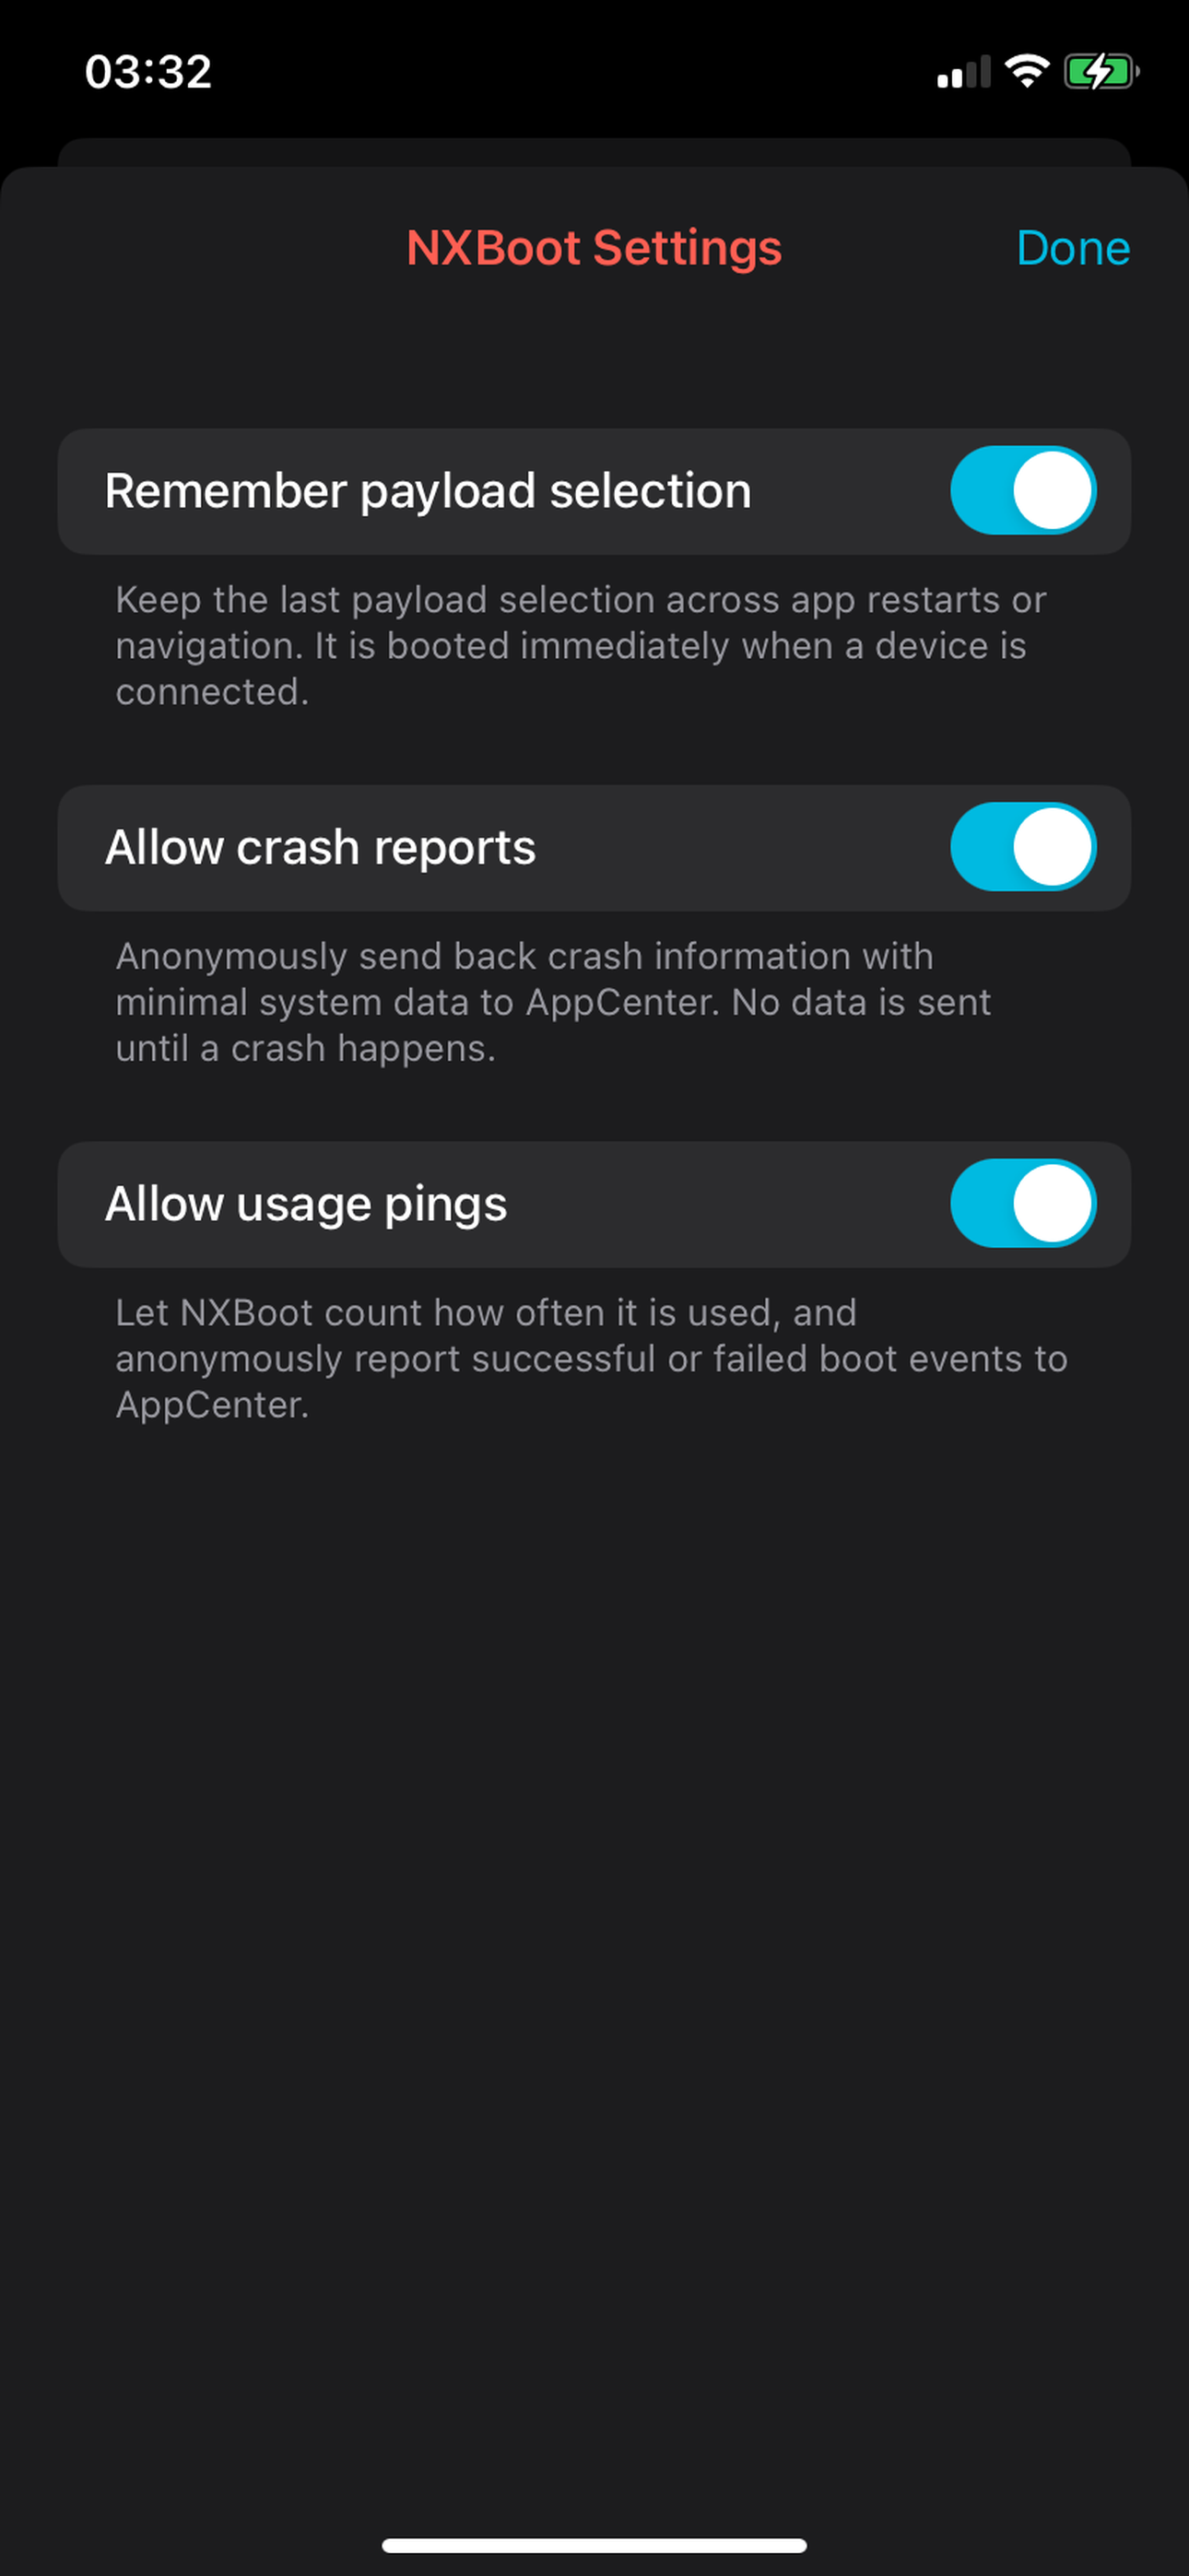 03:32
NXBoot Settings
Done
Remember payload selection
Keep the last payload selection across app restarts or
navigation. It is booted immediately when a device is
connected.
Allow crash reports
Anonymously send back crash information with
minimal system data to AppCenter. No data is sent
until a crash happens.
Allow usage pings
Let NXBoot count how often it is used, and
anonymously report successful or failed boot events to
AppCenter.